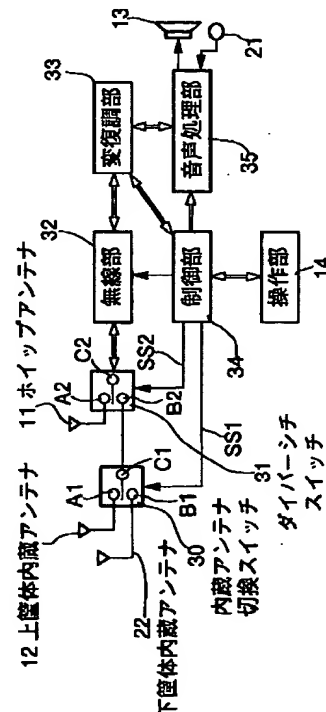 12 上筐体内蔵アンテナ
11 ホイップアンテナ
13
33
変復調部
32
無線部
21
音声処理部
35
制御部
34
操作部
14
A1
B1
C1
A2
B2
C2
SS2
SS1
22
下筐体内蔵アンテナ
30
内蔵アンテナ
切換スイッチ
31
ダイバーシチ
スイッチ